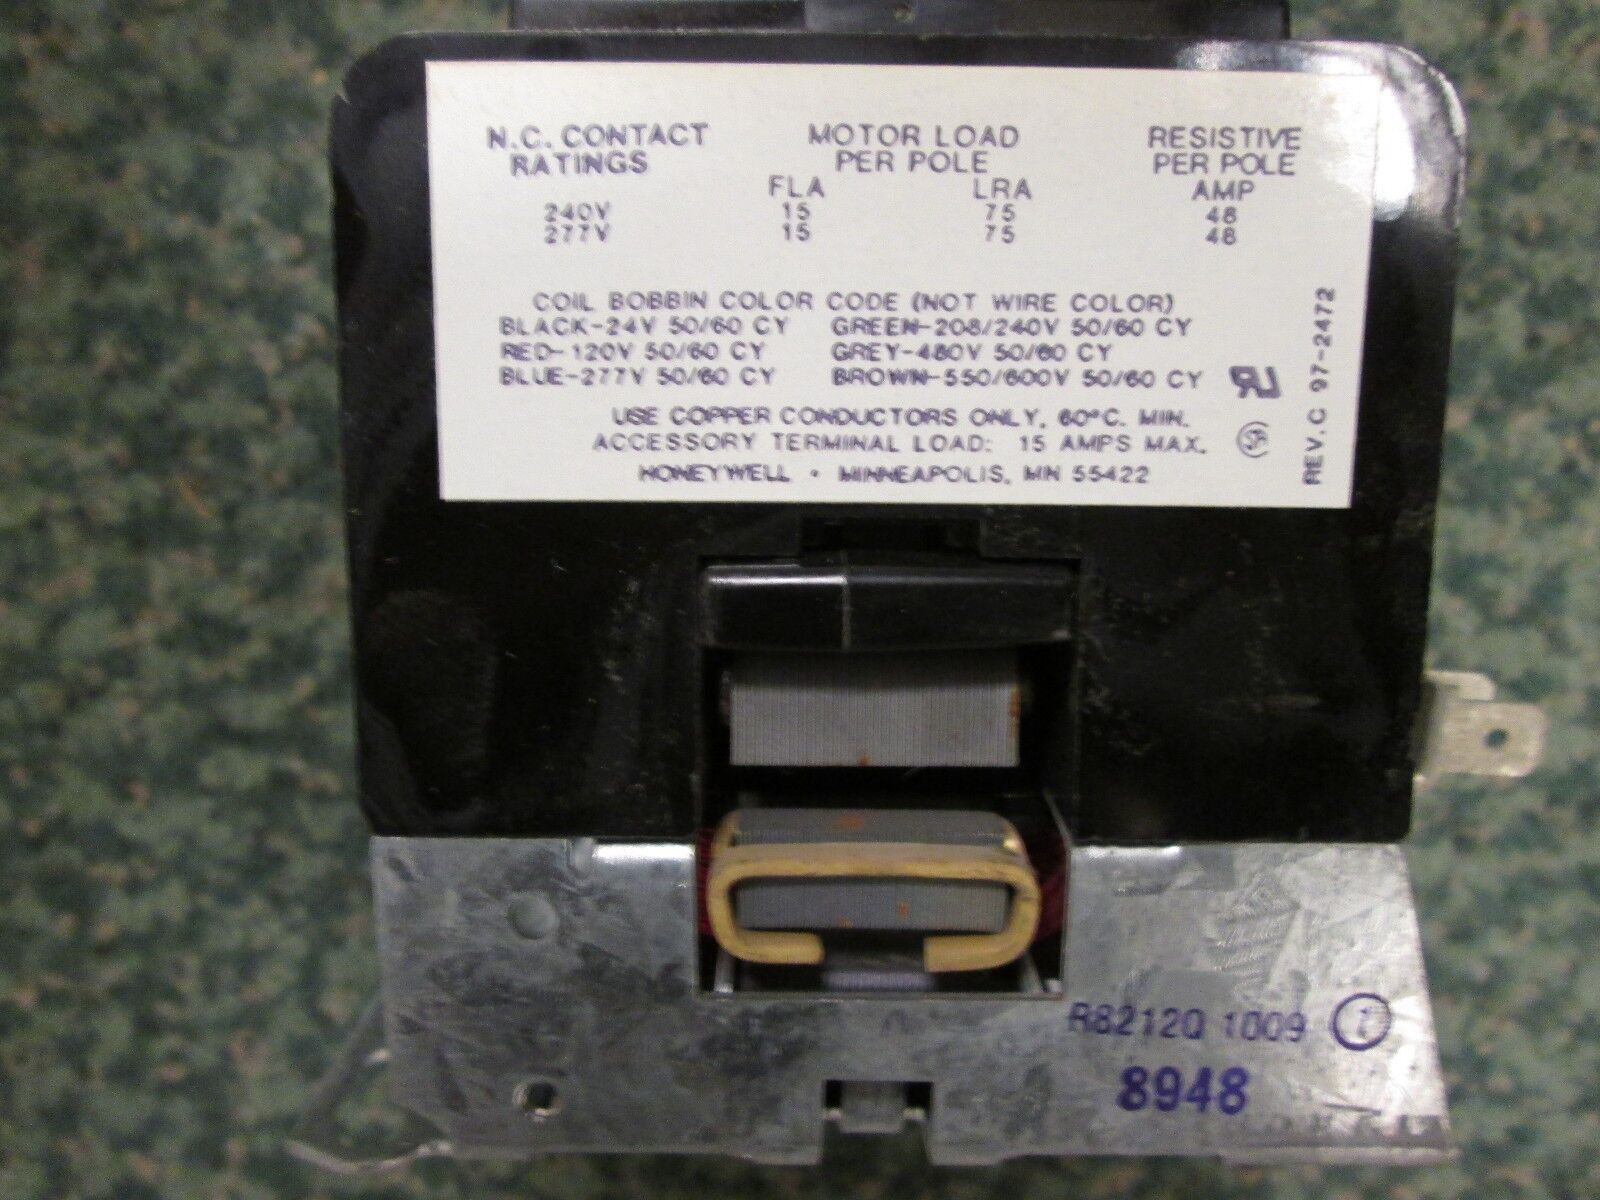 N.C. CONTACT RATINGS
MOTOR LOAD PER POLE
RESISTIVE PER POLE
FLA LRA AMP
240V 15 75 48
277V 15 75 48
COIL BOBBIN COLOR CODE (NOT WIRE COLOR)
BLACK-24V 50/60 CY GREEN-208/240V 50/60 CY
RED-120V 50/60 CY GREY-480V 50/60 CY
BLUE-277V 50/60 CY BROWN-550/600V 50/60 CY
USE COPPER CONDUCTORS ONLY, 60°C. MIN.
ACCESSORY TERMINAL LOAD: 15 AMPS MAX.
HONEYWELL • MINNEAPOLIS, MN 55422
REV.C 97-2472
R8212Q 1009
8948